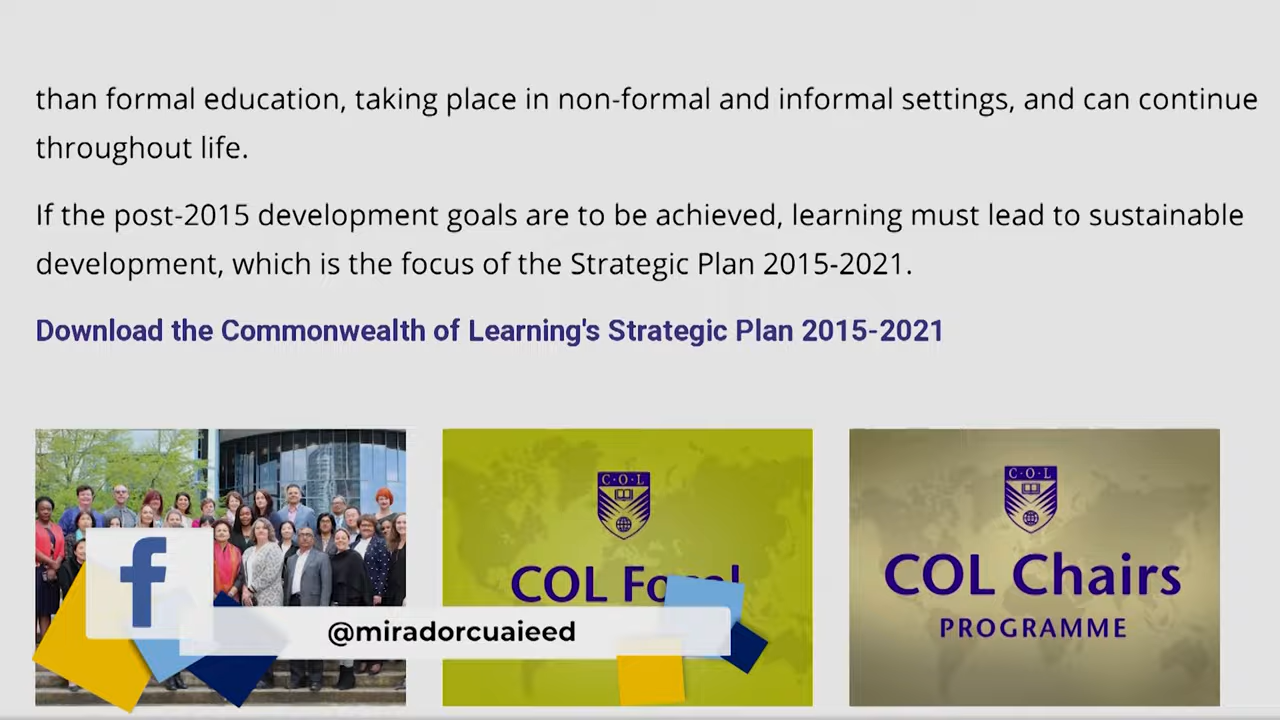 than formal education, taking place in non-formal and informal settings, and can continue
throughout life.
If the post-2015 development goals are to be achieved, learning must lead to sustainable
development, which is the focus of the Strategic Plan 2015-2021.
Download the Commonwealth of Learning's Strategic Plan 2015-2021
C·O·L
COL Focal
C·O·L
COL Chairs
PROGRAMME
f
@miradorcuaieed